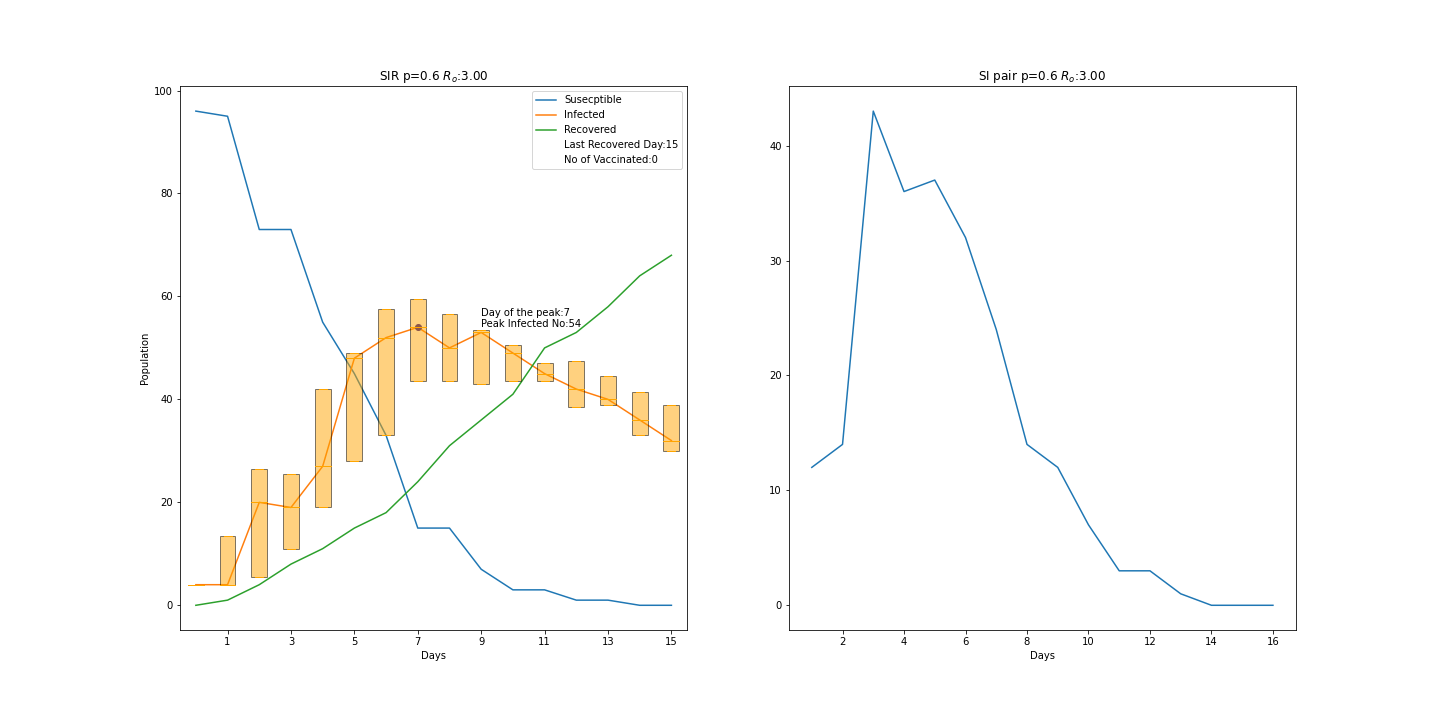 SIR p=0.6 Rₒ:3.00
100
80
60
40
20
0
Population
Susecptible
Infected
Recovered
Last Recovered Day:15
No of Vaccinated:0
Day of the peak:7
Peak Infected No:54
1 3 5 7 9 11 13 15
Days
SI pair p=0.6 Rₒ:3.00
40
30
20
10
0
2 4 6 8 10 12 14 16
Days